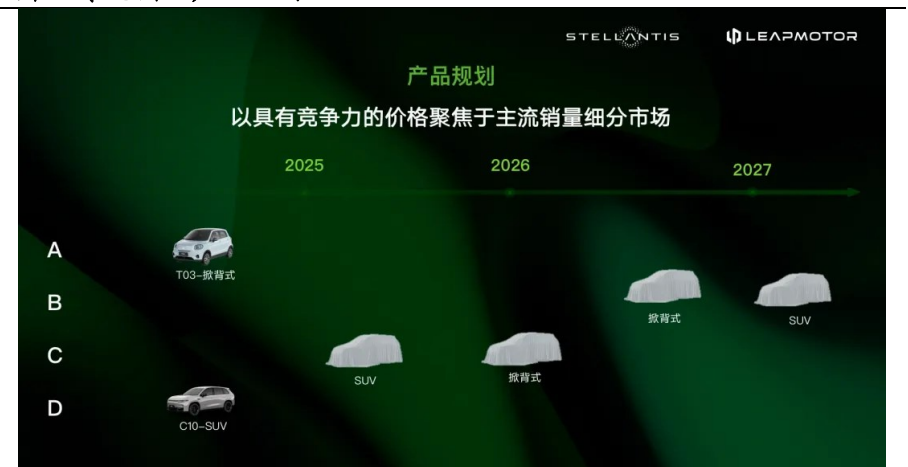 STELLANTIS
LEAPMOTOR
产品规划
以具有竞争力的价格聚焦于主流销量细分市场
2025
2026
2027
A
T03-掀背式
B
掀背式
SUV
C
SUV
掀背式
D
C10-SUV